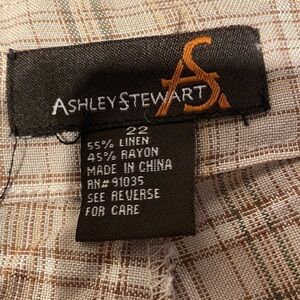 ASHLEY STEWART
AS
22
55% LINEN
45% RAYON
MADE IN CHINA
RN# 91035
SEE REVERSE
FOR CARE